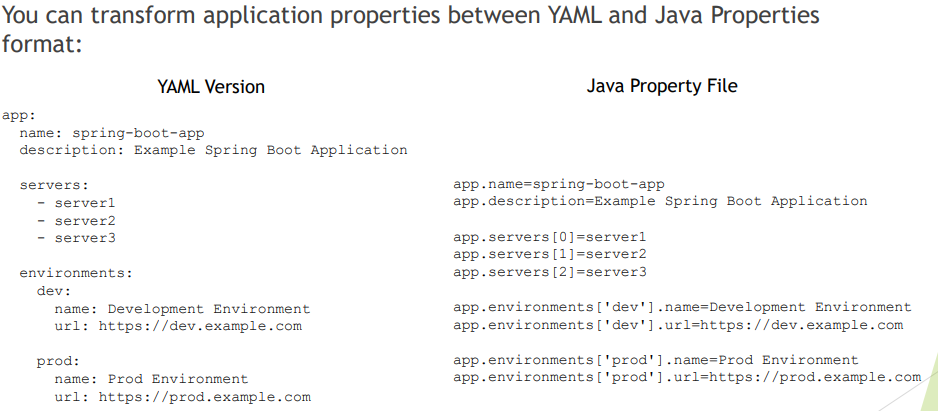 You can transform application properties between YAML and Java Properties
format:
YAML Version
app:
  name: spring-boot-app
  description: Example Spring Boot Application
  servers:
    - server1
    - server2
    - server3
  environments:
    dev:
      name: Development Environment
      url: https://dev.example.com
    prod:
      name: Prod Environment
      url: https://prod.example.com
Java Property File
app.name=spring-boot-app
app.description=Example Spring Boot Application
app.servers[0]=server1
app.servers[1]=server2
app.servers[2]=server3
app.environments['dev'].name=Development Environment
app.environments['dev'].url=https://dev.example.com
app.environments['prod'].name=Prod Environment
app.environments['prod'].url=https://prod.example.com